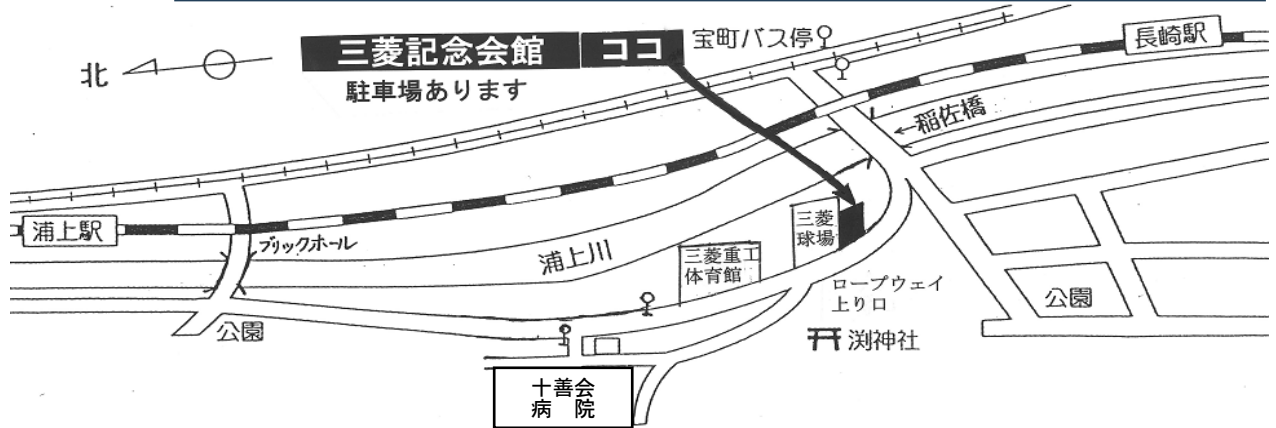 北
三菱記念会館
ココ
駐車場あります
宝町バス停
長崎駅
←稲佐橋
浦上駅
ブリックホール
浦上川
三菱重工
体育館
三菱
球場
ロープウェイ
上り口
公園
公園
渕神社
十善会
病 院